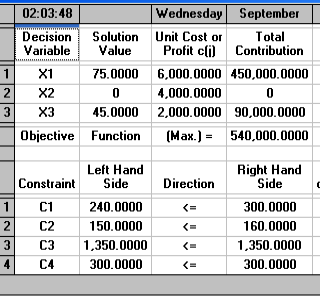 02:03:48 Wednesday September
Decision Variable Solution Value Unit Cost or Profit c(j) Total Contribution
1 X1 75.0000 6,000.0000 450,000.0000
2 X2 0 4,000.0000 0
3 X3 45.0000 2,000.0000 90,000.0000
Objective Function (Max.) = 540,000.0000
Constraint Left Hand Side Direction Right Hand Side
1 C1 240.0000 <= 300.0000
2 C2 150.0000 <= 160.0000
3 C3 1,350.0000 <= 1,350.0000
4 C4 300.0000 <= 300.0000